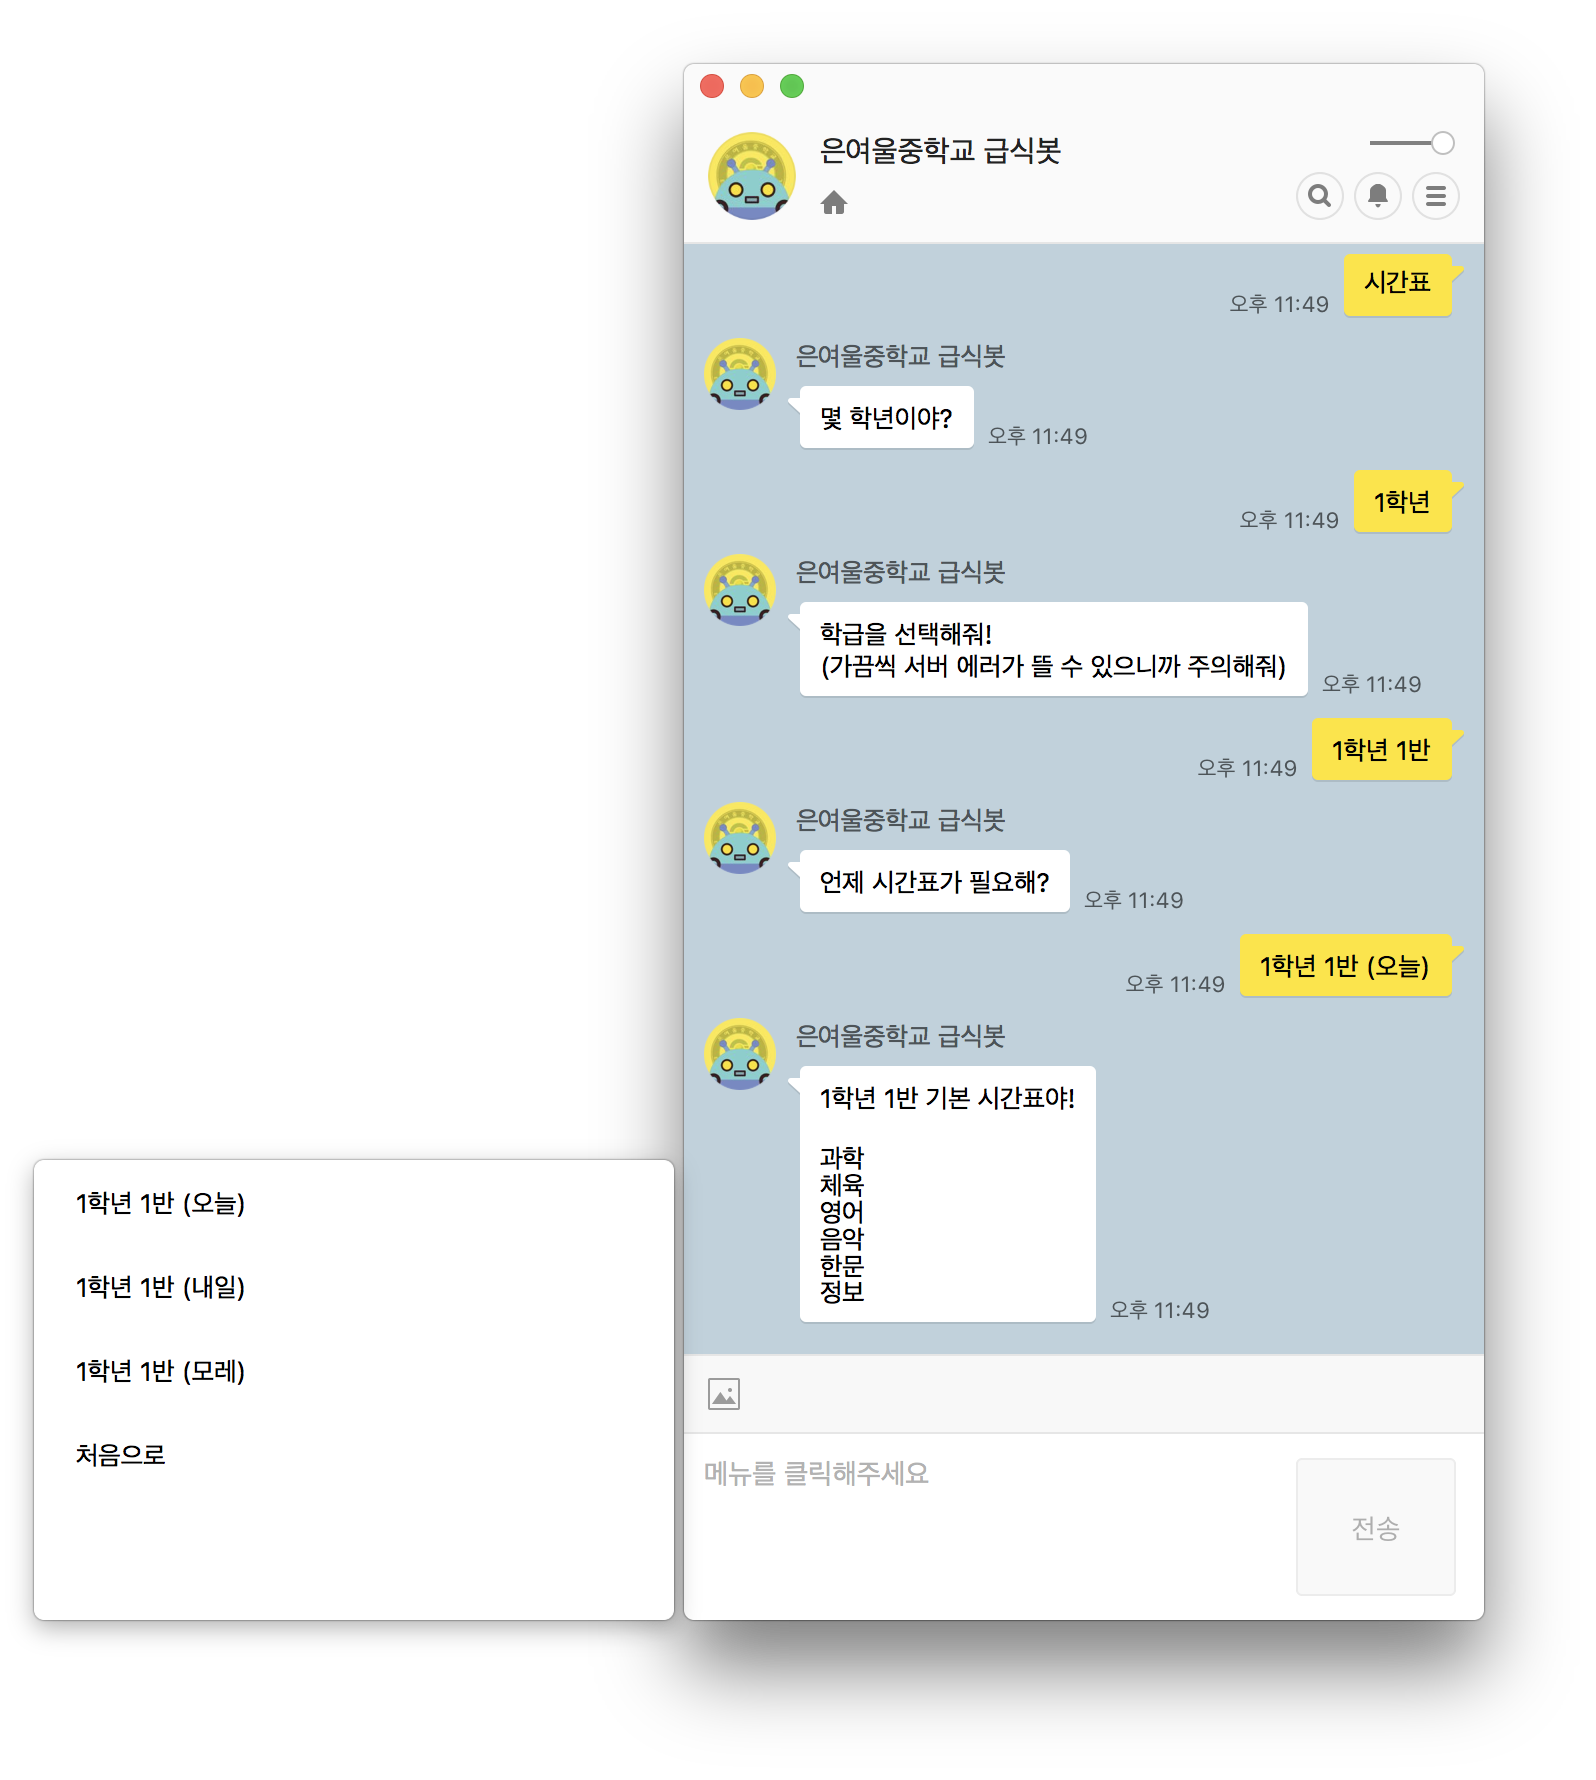 은여울중학교 급식봇
시간표
오후 11:49
은여울중학교 급식봇
몇 학년이야?
오후 11:49
1학년
오후 11:49
은여울중학교 급식봇
학급을 선택해줘!
(가끔씩 서버 에러가 뜰 수 있으니까 주의해줘)
오후 11:49
1학년 1반
오후 11:49
은여울중학교 급식봇
언제 시간표가 필요해?
오후 11:49
1학년 1반 (오늘)
오후 11:49
은여울중학교 급식봇
1학년 1반 기본 시간표야!
과학
체육
영어
음악
한문
정보
오후 11:49
메뉴를 클릭해주세요
전송
1학년 1반 (오늘)
1학년 1반 (내일)
1학년 1반 (모레)
처음으로